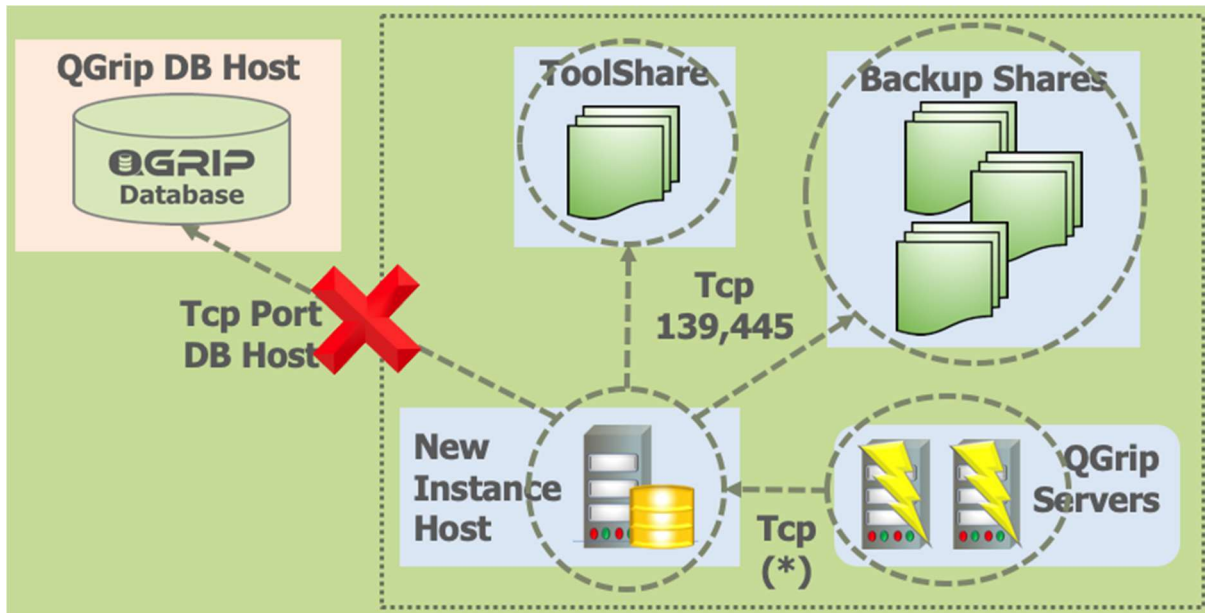 QGrip DB Host
QGRIP
Database
ToolShare
Backup Shares
Tcp Port
DB Host
Tcp
139,445
New
Instance
Host
QGrip
Servers
Tcp
(*)